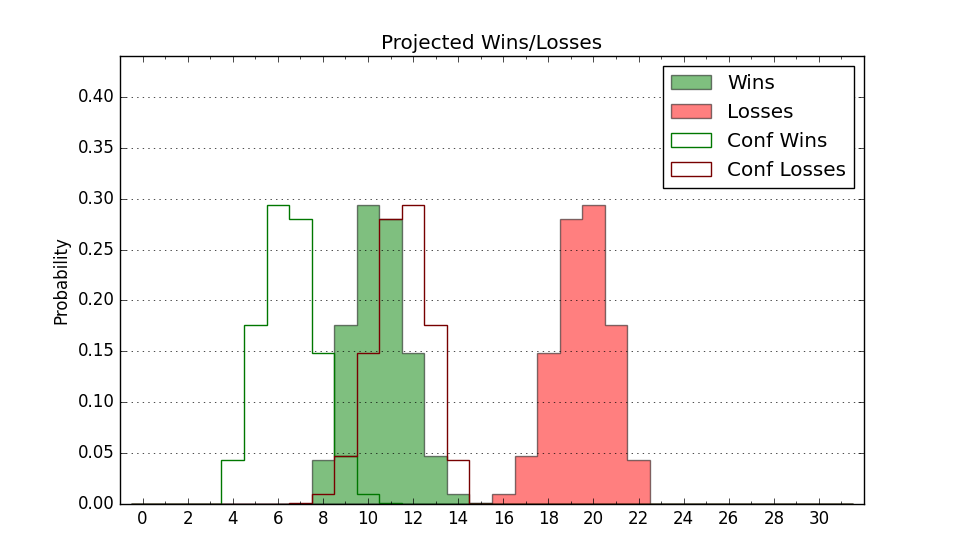 Projected Wins/Losses
Wins
Losses
Conf Wins
Conf Losses
Probability
0.40
0.35
0.30
0.25
0.20
0.15
0.10
0.05
0.00
0 2 4 6 8 10 12 14 16 18 20 22 24 26 28 30